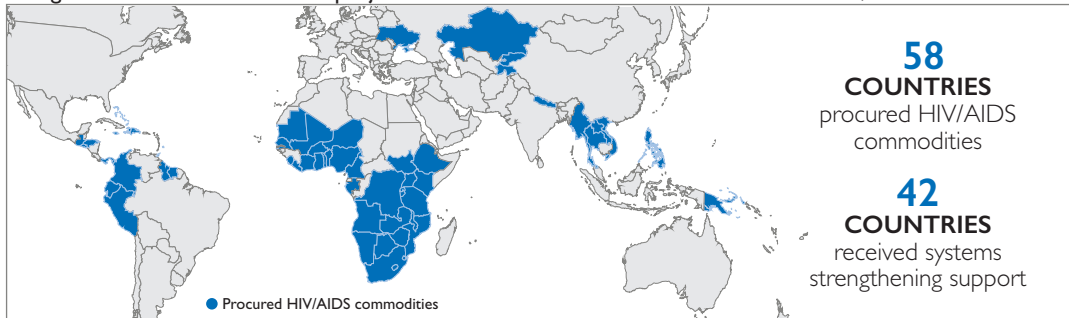 58
COUNTRIES
procured HIV/AIDS
commodities
42
COUNTRIES
received systems
strengthening support
Procured HIV/AIDS commodities